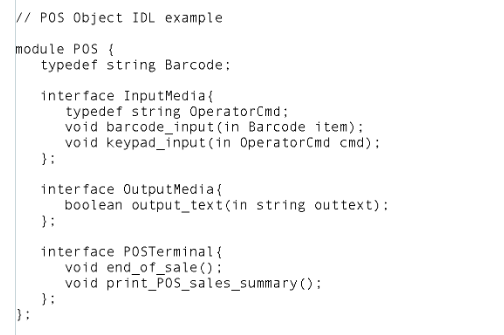 // POS Object IDL example
module POS {
typedef string Barcode;
interface InputMedia{
typedef string OperatorCmd;
void barcode_input(in Barcode item);
void keypad_input(in OperatorCmd cmd);
};
interface OutputMedia{
boolean output_text(in string outtext);
};
interface POSTerminal{
void end_of_sale();
void print_POS_sales_summary();
};
};